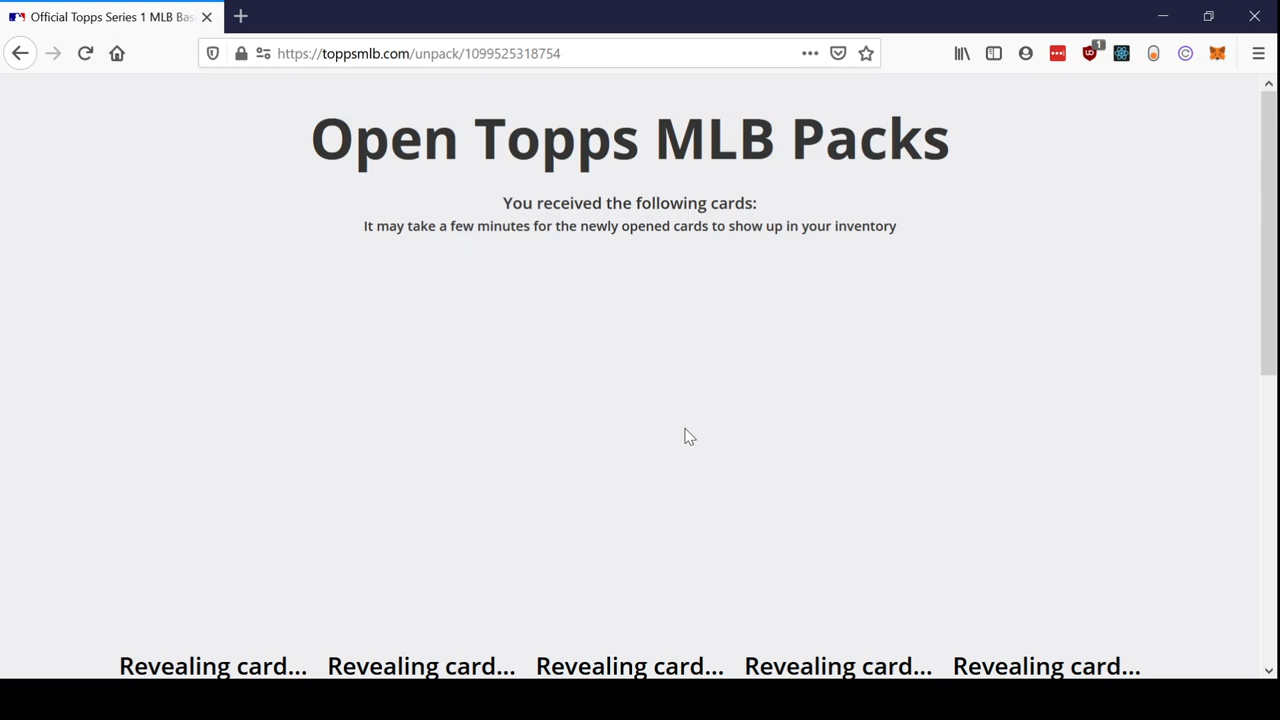 Official Topps Series 1 MLB Bas
https://toppsmlb.com/unpack/1099525318754
1
Open Topps MLB Packs
You received the following cards:
It may take a few minutes for the newly opened cards to show up in your inventory
Revealing card... Revealing card... Revealing card... Revealing card... Revealing card...